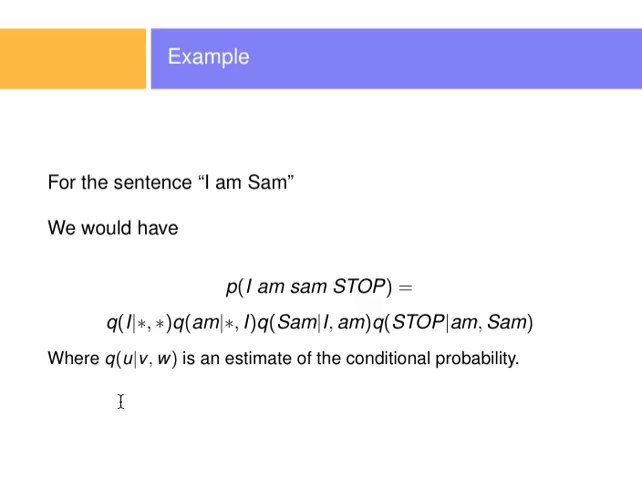 Example
For the sentence “I am Sam”
We would have
p(I am sam STOP) =
q(I|∗, ∗)q(am|∗, I)q(Sam|I, am)q(STOP|am, Sam)
Where q(u|v, w) is an estimate of the conditional probability.